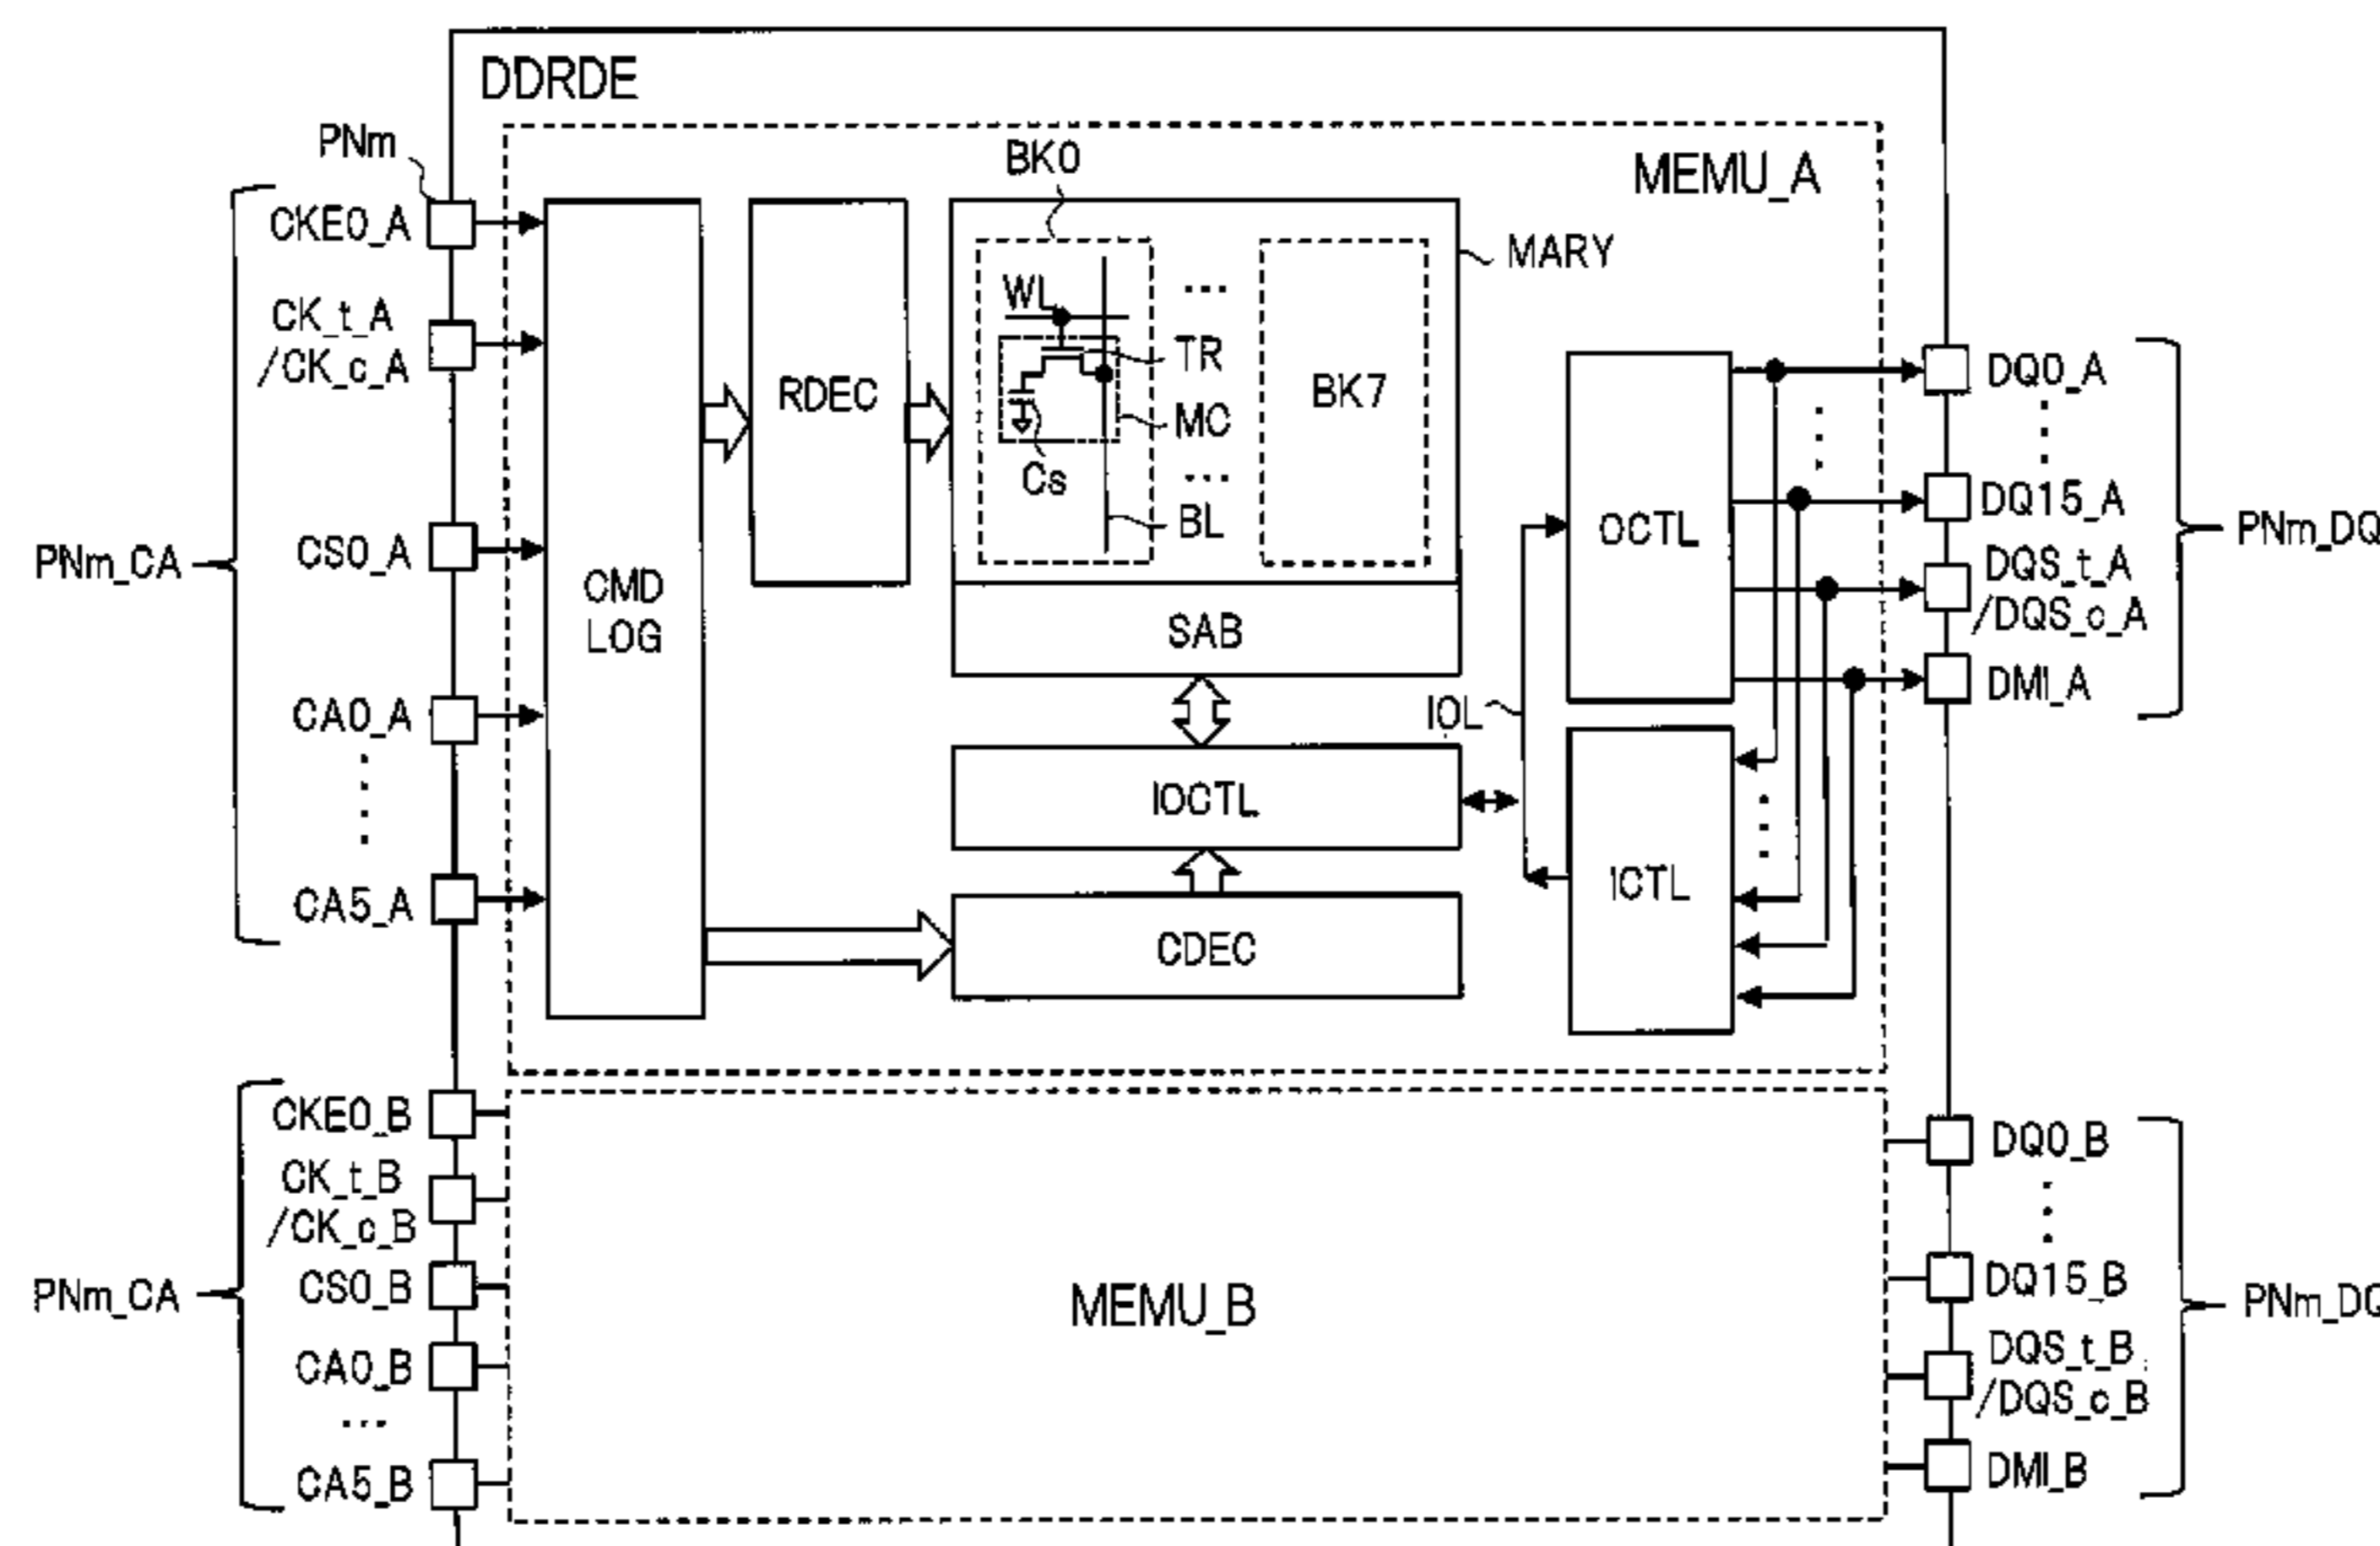 DDRDE
PNm
BK0
MEMU_A
CKE0_A
MARY
CK_t_A
/CK_c_A
WL
...
TR
RDEC
BK7
MC
DQ0_A
Cs
...
DQ15_A
BL
OCTL
PNm_DQ
CS0_A
PNm_CA
CMD
LOG
DQS_t_A
/DQS_c_A
SAB
DMI_A
CA0_A
IOL
IOCTL
ICTL
CA5_A
CDEC
CKE0_B
DQ0_B
CK_t_B
/CK_c_B
CS0_B
DQ15_B
PNm_CA
MEMU_B
PNm_DQ
CA0_B
DQS_t_B
/DQS_c_B
...
CA5_B
DMI_B